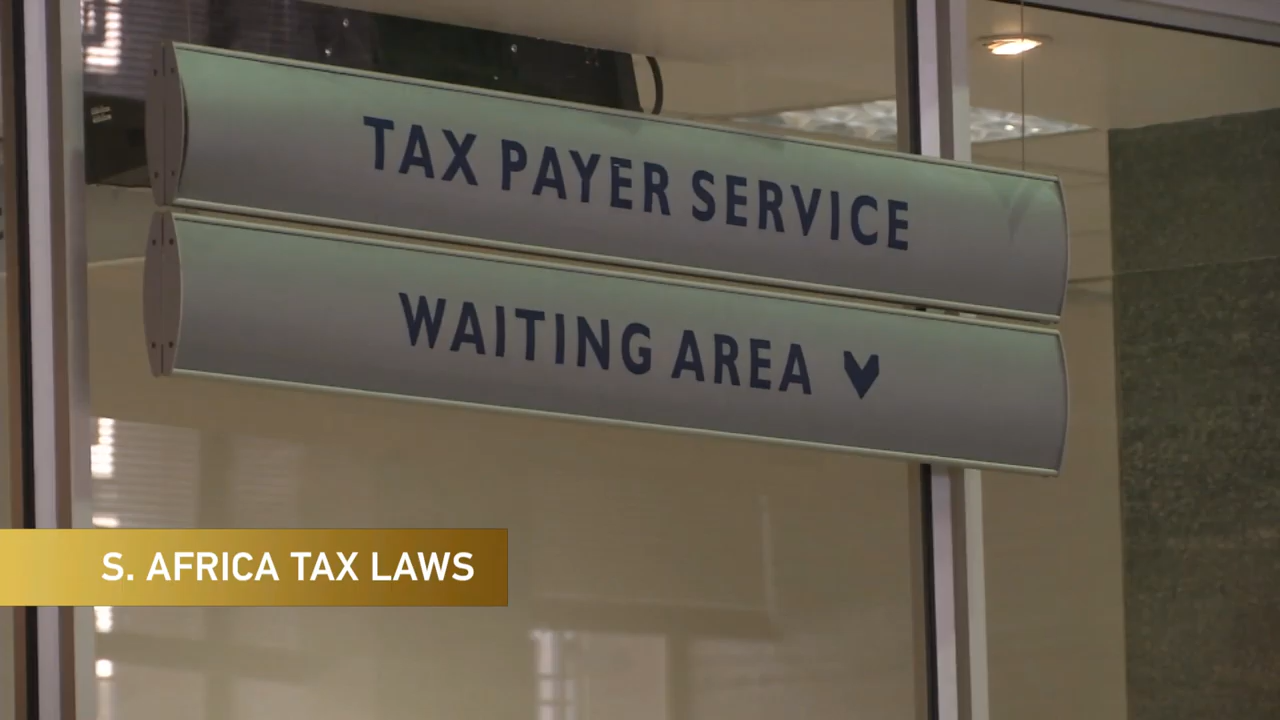 TAX PAYER SERVICE
WAITING AREA
S. AFRICA TAX LAWS